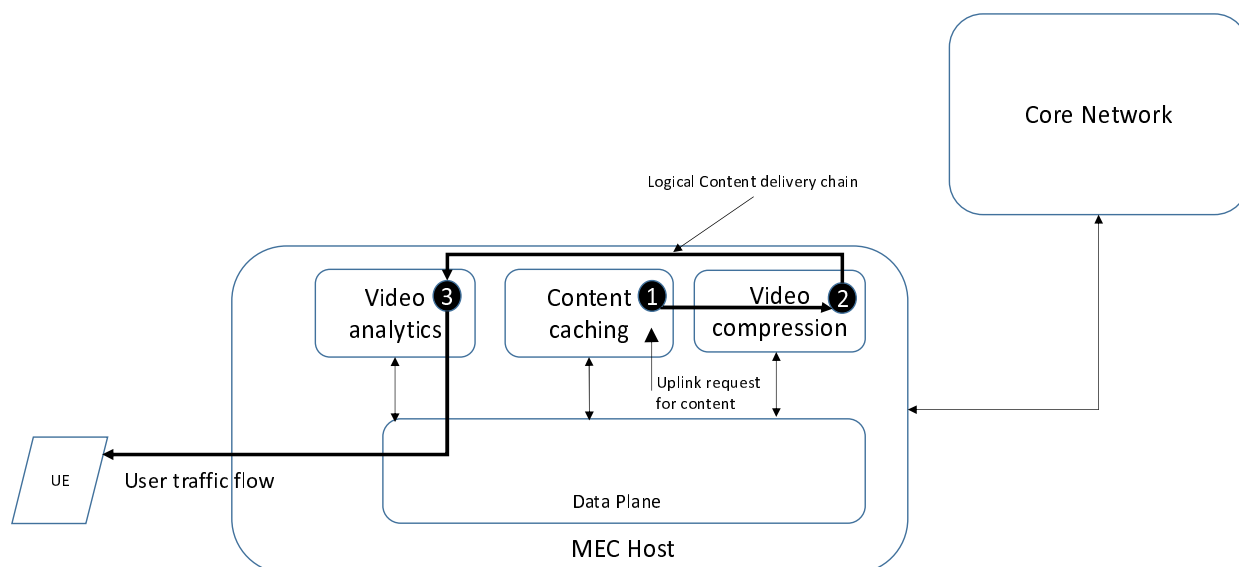 Core Network
Logical Content delivery chain
Video
analytics
3
Content
caching
1
Video
compression
2
Uplink request
for content
UE
User traffic flow
Data Plane
MEC Host